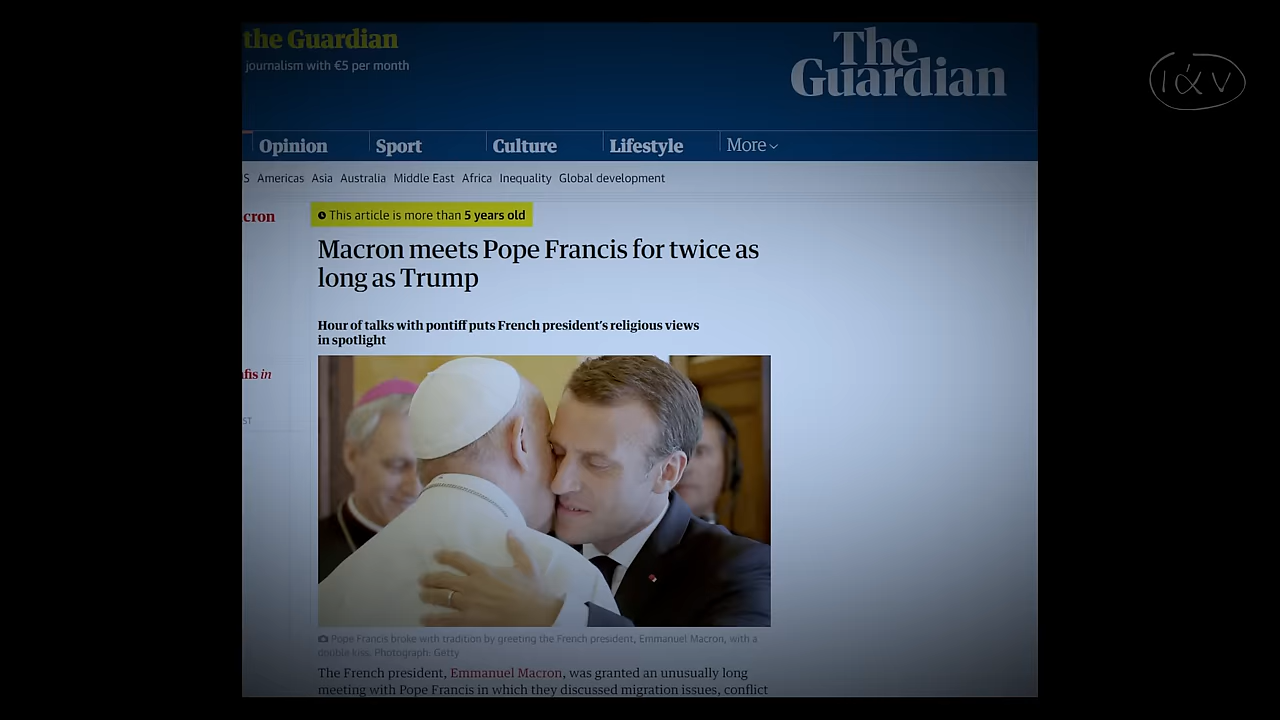 the Guardian
journalism with €5 per month
The
Guardian
Opinion Sport Culture Lifestyle More
S Americas Asia Australia Middle East Africa Inequality Global development
cron
This article is more than 5 years old
Macron meets Pope Francis for twice as
long as Trump
Hour of talks with pontiff puts French president's religious views
in spotlight
afis in
ST
Pope Francis broke with tradition by greeting the French president, Emmanuel Macron, with a
double kiss. Photograph: Getty
The French president, Emmanuel Macron, was granted an unusually long
meeting with Pope Francis in which they discussed migration issues, conflict